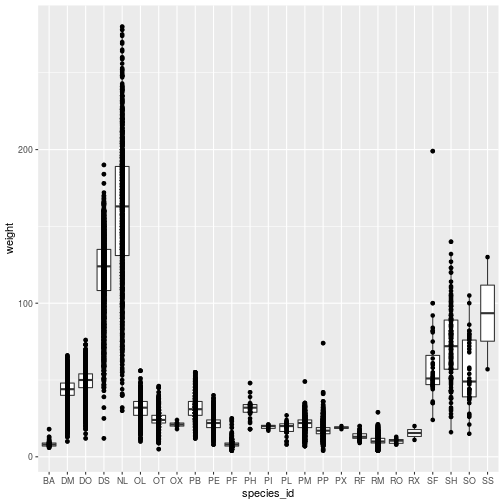 200
100
0
weight
BA DM DO DS NL OL OT OX PB PE PF PH PI PL PM PP PX RF RM RO RX SF SH SO SS
species_id